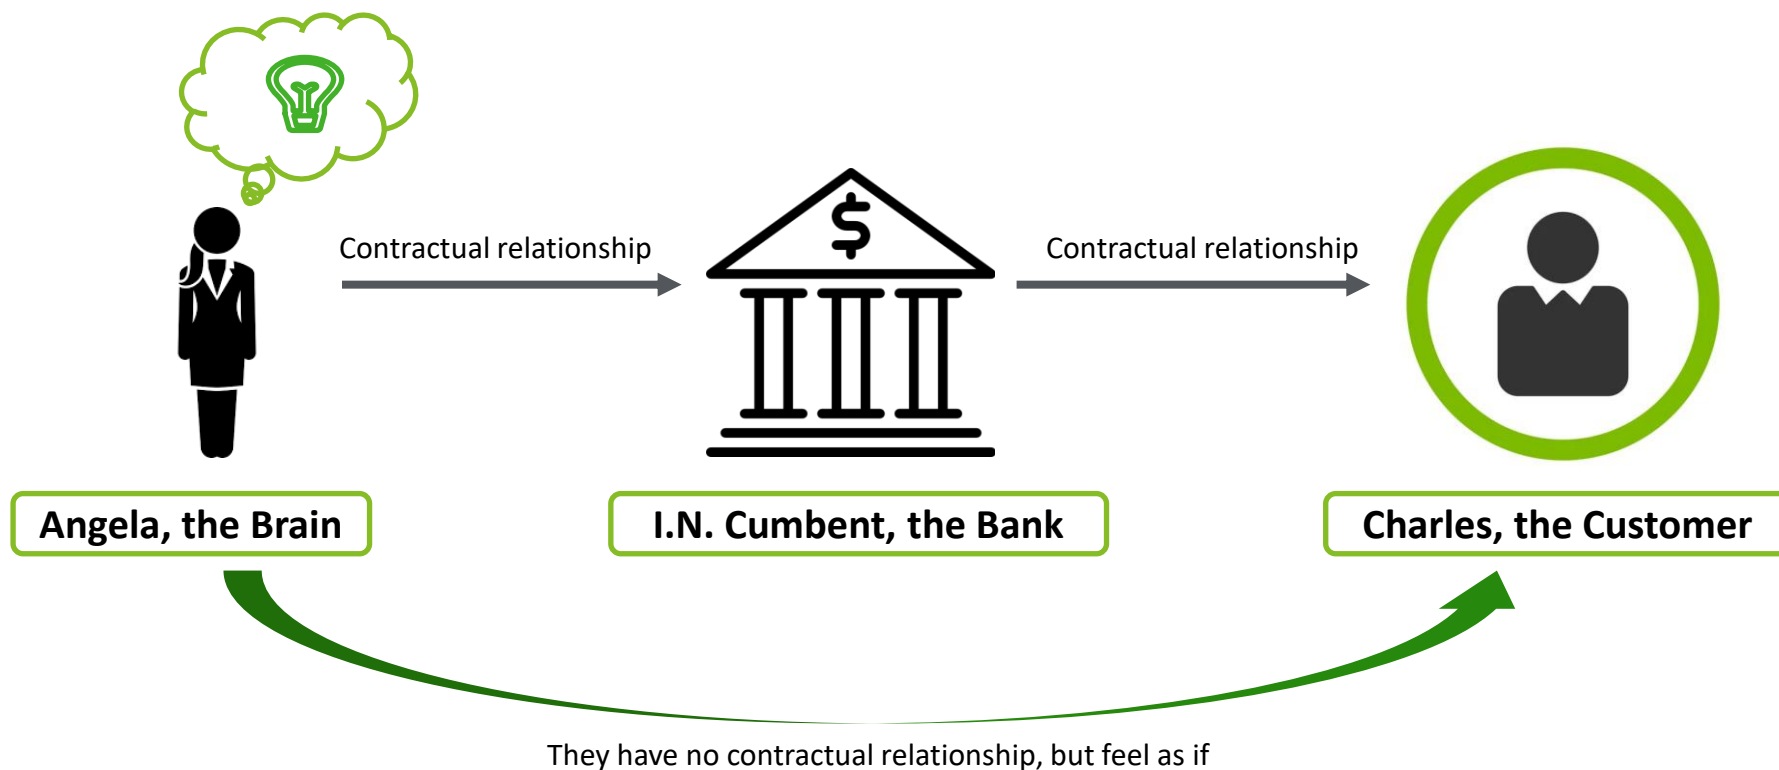 Contractual relationship
Contractual relationship
$
Angela, the Brain
I.N. Cumbent, the Bank
Charles, the Customer
They have no contractual relationship, but feel as if